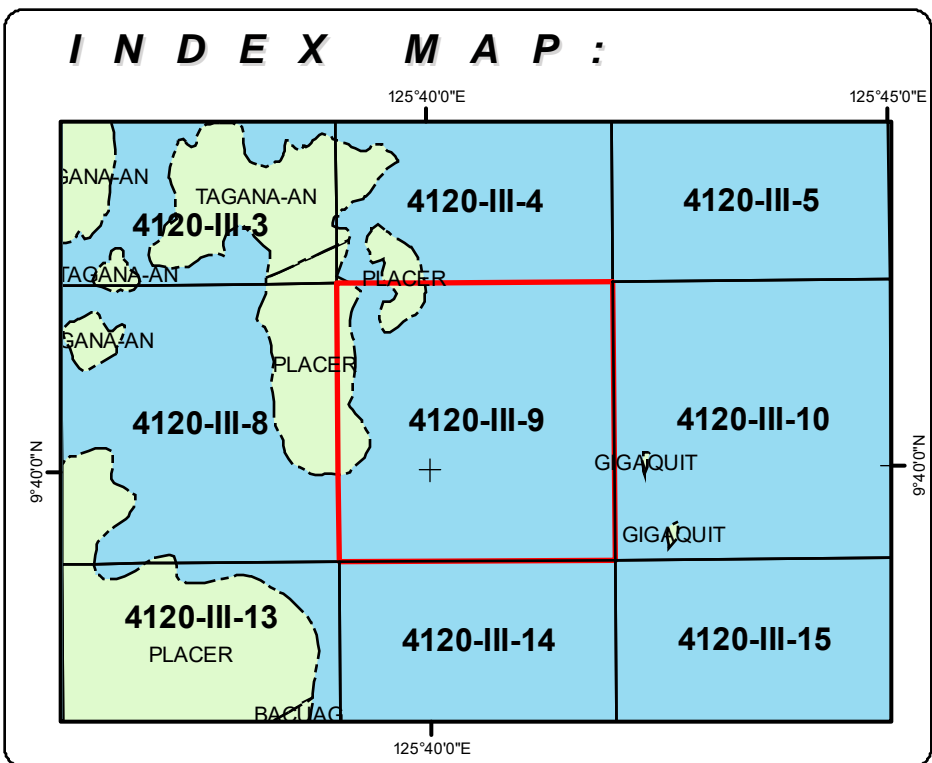 INDEX MAP:
125°40'0"E
125°45'0"E
GANA-AN
TAGANA-AN
4120-III-3
4120-III-4
4120-III-5
TAGANA-AN
PLACER
GANA-AN
PLACER
4120-III-8
4120-III-9
4120-III-10
9°40'0"N
GIGAQUIT
9°40'0"N
GIGAQUIT
4120-III-13
PLACER
4120-III-14
4120-III-15
BACUAG
125°40'0"E